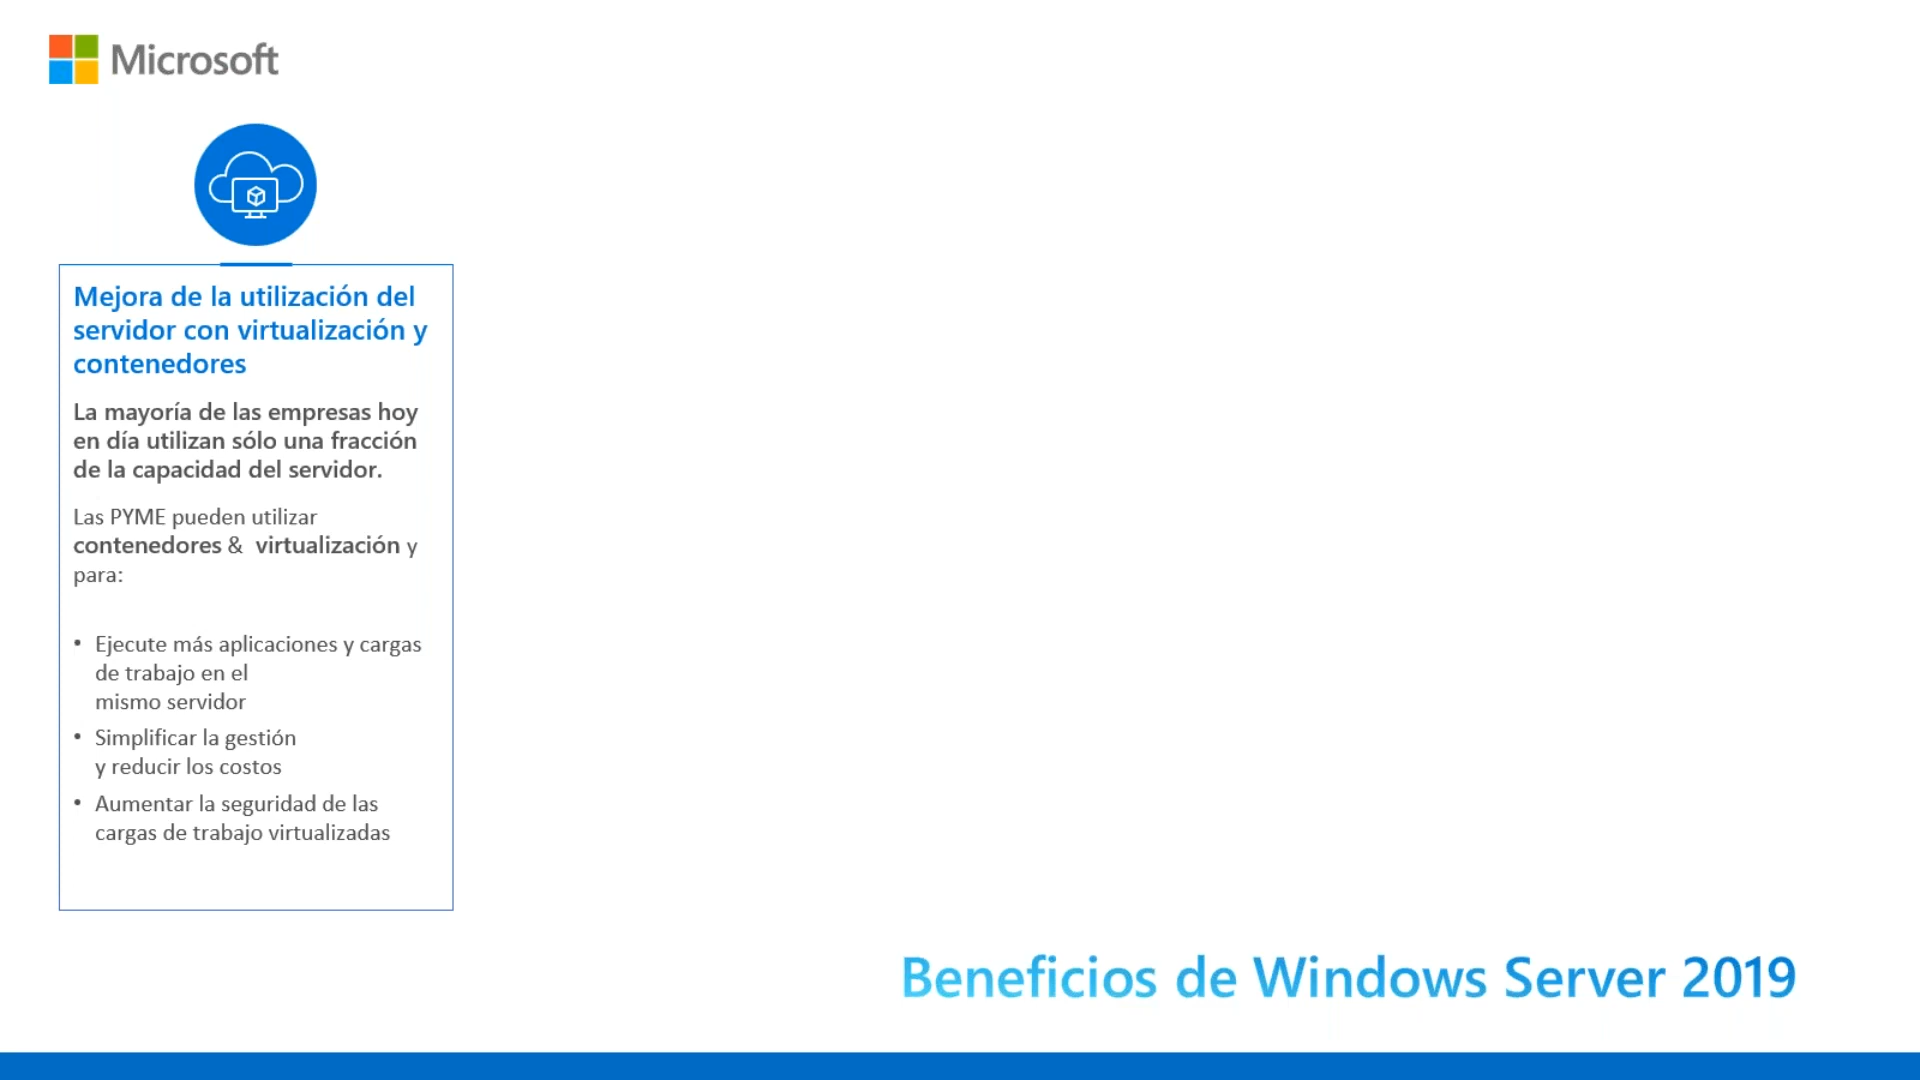 Microsoft
Mejora de la utilización del
servidor con virtualización y
contenedores
La mayoría de las empresas hoy
en día utilizan sólo una fracción
de la capacidad del servidor.
Las PYME pueden utilizar
contenedores &  virtualización y
para:
• Ejecute más aplicaciones y cargas
de trabajo en el
mismo servidor
• Simplificar la gestión
y reducir los costos
• Aumentar la seguridad de las
cargas de trabajo virtualizadas
Beneficios de Windows Server 2019